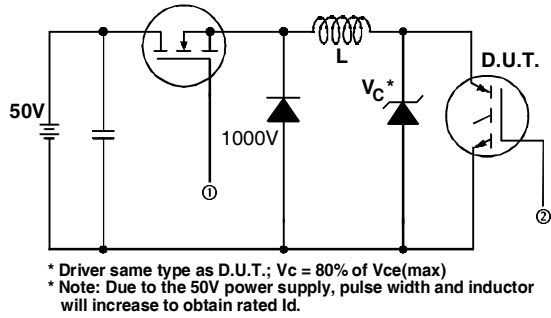 L
D.U.T.
VC*
50V
1000V
①
②
* Driver same type as D.U.T.; Vc = 80% of Vce(max)
* Note: Due to the 50V power supply, pulse width and inductor
will increase to obtain rated Id.